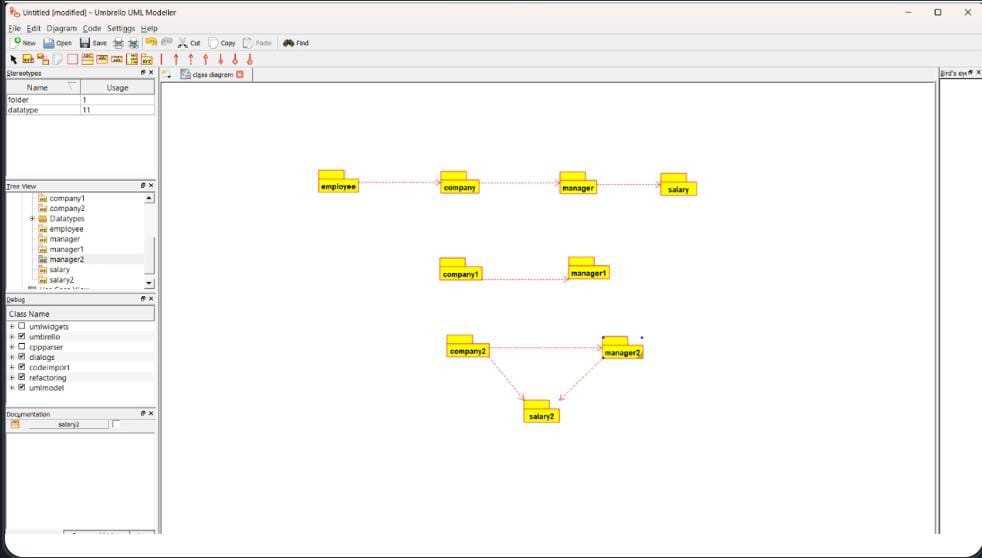 Untitled [modified] – Umbrello UML Modeller
File Edit Diagram Code Settings Help
New Open Save Cut Copy Paste Find
Stereotypes
Name Usage
folder 1
datatype 11
Tree View
company1
company2
Datatypes
employee
manager
manager1
manager2
salary
salary2
Debug
Class Name
umlwidgets
umbrello
cppparser
dialogs
codeimport
refactoring
umlmodel
Documentation
salary2
class diagram
employee company manager salary
company1 manager1
company2 manager2
salary2
Bird's eye